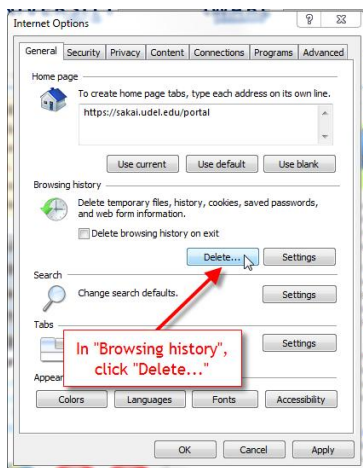 Internet Options
General Security Privacy Content Connections Programs Advanced
Home page
To create home page tabs, type each address on its own line.
https://sakai.udel.edu/portal
Use current Use default Use blank
Browsing history
Delete temporary files, history, cookies, saved passwords,
and web form information.
Delete browsing history on exit
Delete... Settings
Search
Change search defaults. Settings
Tabs
Settings
In "Browsing history",
click "Delete..."
Appear
Colors Languages Fonts Accessibility
OK Cancel Apply